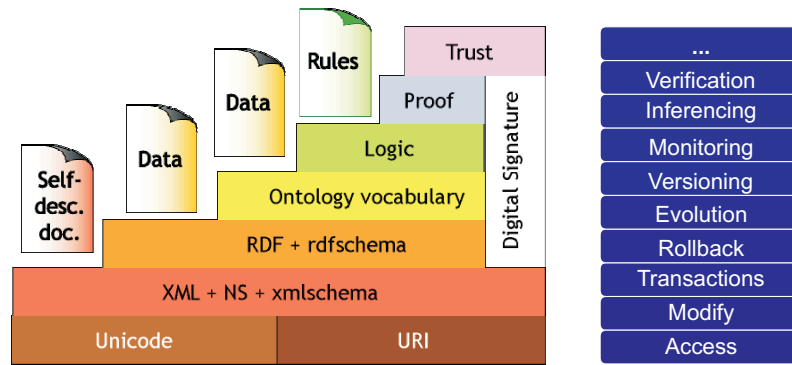 Rules
Trust
Data
Proof
Data
Logic
Self-
desc.
doc.
Ontology vocabulary
Digital Signature
RDF + rdfschema
XML + NS + xmlschema
Unicode
URI
...
Verification
Inferencing
Monitoring
Versioning
Evolution
Rollback
Transactions
Modify
Access